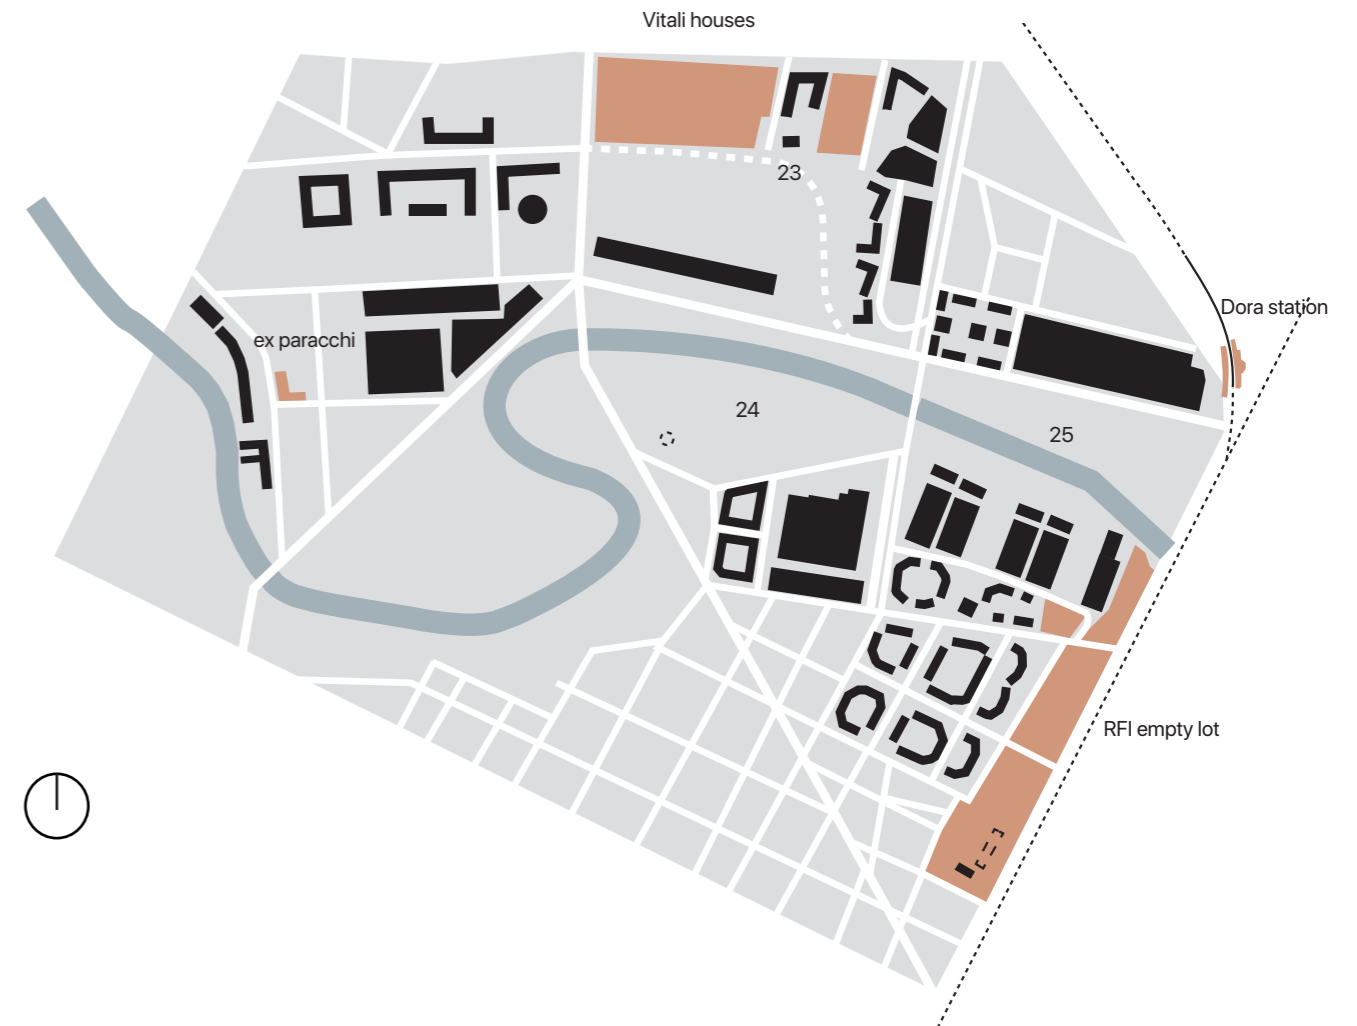 Vitali houses
23
Dora station
ex paracchi
24
25
RFI empty lot